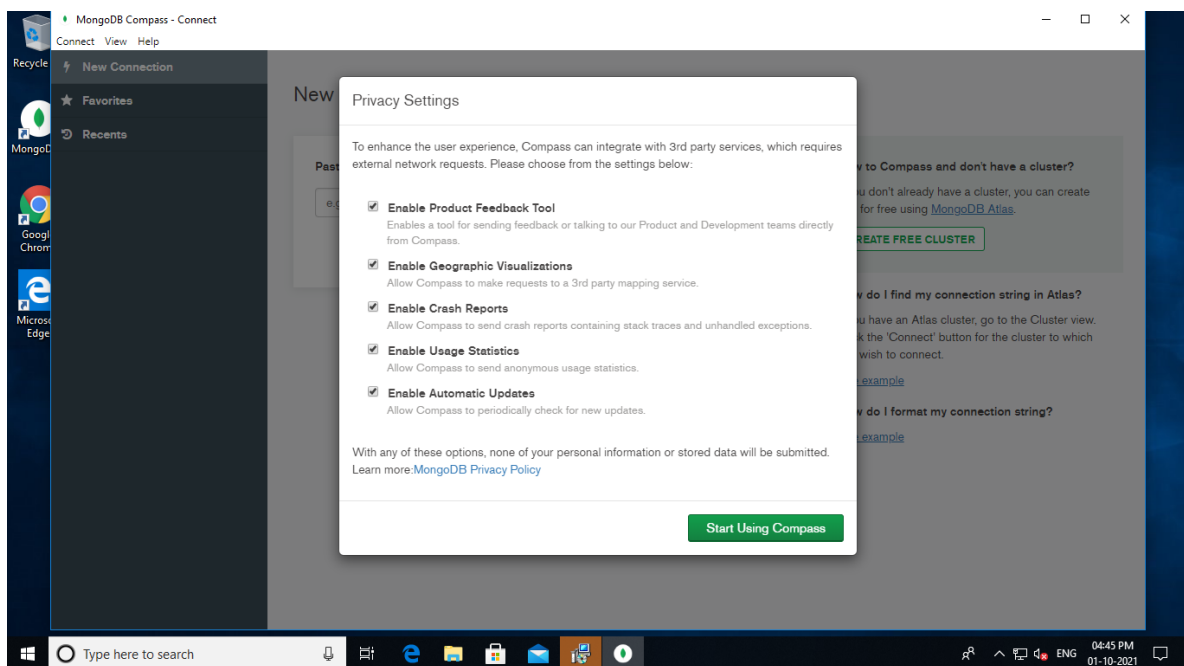 MongoDB Compass - Connect
Connect View Help
Recycle
New Connection
Favorites
Recents
New
Privacy Settings
To enhance the user experience, Compass can integrate with 3rd party services, which requires
external network requests. Please choose from the settings below:
Enable Product Feedback Tool
Enables a tool for sending feedback or talking to our Product and Development teams directly
from Compass.
Enable Geographic Visualizations
Allow Compass to make requests to a 3rd party mapping service.
Enable Crash Reports
Allow Compass to send crash reports containing stack traces and unhandled exceptions.
Enable Usage Statistics
Allow Compass to send anonymous usage statistics.
Enable Automatic Updates
Allow Compass to periodically check for new updates.
With any of these options, none of your personal information or stored data will be submitted.
Learn more:MongoDB Privacy Policy
Start Using Compass
Past
e.g
w to Compass and don't have a cluster?
u don't already have a cluster, you can create
for free using MongoDB Atlas.
REATE FREE CLUSTER
w do I find my connection string in Atlas?
u have an Atlas cluster, go to the Cluster view.
k the 'Connect' button for the cluster to which
wish to connect.
example
w do I format my connection string?
example
MongoD
Googl
Chrom
Microso
Edge
Type here to search
ENG
04:45 PM
01-10-2021